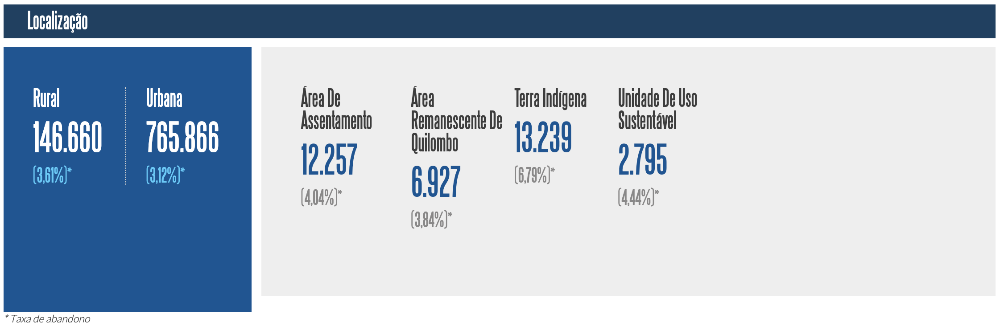 Localização
Rural
146.660
(3,61%)*
Urbana
765.866
(3,12%)*
Área De
Assentamento
12.257
(4,04%)*
Área
Remanescente De
Quilombo
6.927
(3,84%)*
Terra Indígena
13.239
(6,79%)*
Unidade De Uso
Sustentável
2.795
(4,44%)*
* Taxa de abandono